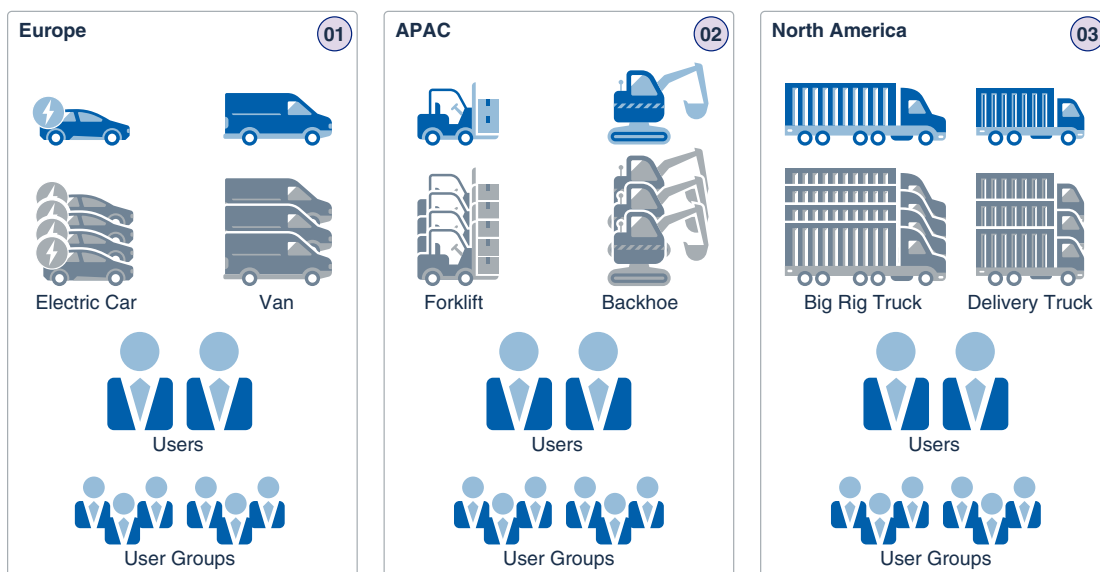 Europe
01
Electric Car
Van
Users
User Groups
APAC
02
Forklift
Backhoe
Users
User Groups
North America
03
Big Rig Truck
Delivery Truck
Users
User Groups